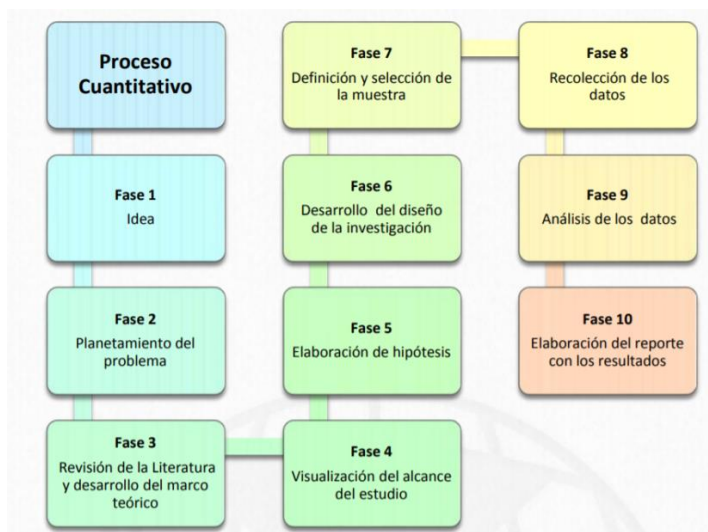 Proceso
Cuantitativo
Fase 1
Idea
Fase 2
Planetamiento del
problema
Fase 3
Revisión de la Literatura
y desarrollo del marco
teórico
Fase 4
Visualización del alcance
del estudio
Fase 5
Elaboración de hipótesis
Fase 6
Desarrollo del diseño
de la investigación
Fase 7
Definición y selección de
la muestra
Fase 8
Recolección de los
datos
Fase 9
Análisis de los datos
Fase 10
Elaboración del reporte
con los resultados